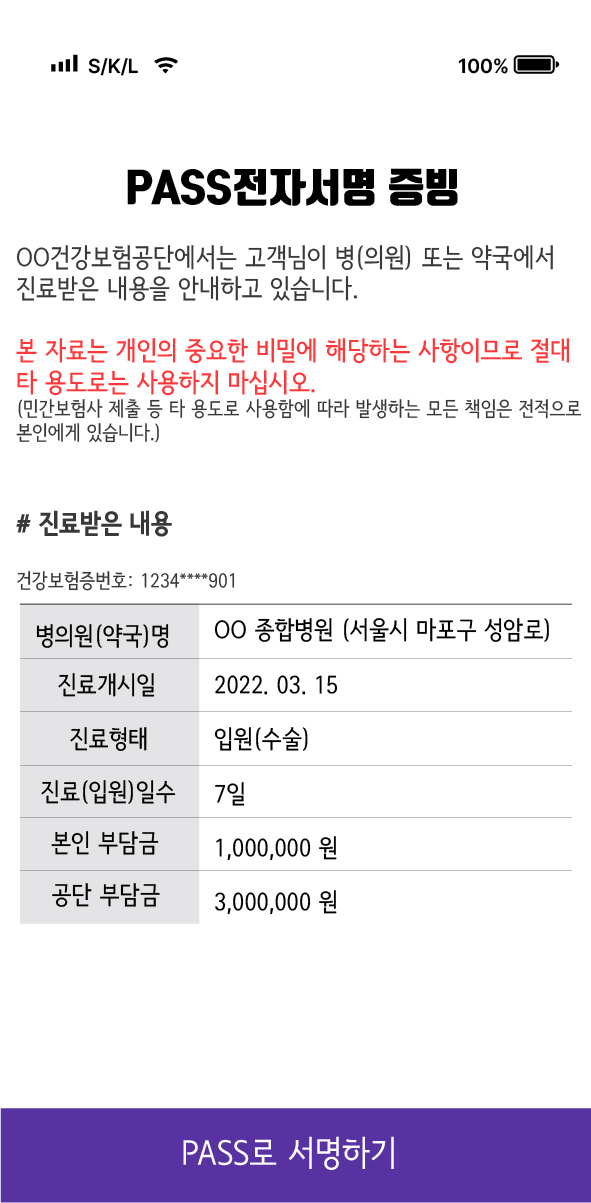 S/K/L 100%
PASS전자서명 증빙
OO건강보험공단에서는 고객님이 병(의원) 또는 약국에서
진료받은 내용을 안내하고 있습니다.
본 자료는 개인의 중요한 비밀에 해당하는 사항이므로 절대
타 용도로는 사용하지 마십시오.
(민간보험사 제출 등 타 용도로 사용함에 따라 발생하는 모든 책임은 전적으로
본인에게 있습니다.)
# 진료받은 내용
건강보험증번호: 1234****901
병의원(약국)명 OO 종합병원 (서울시 마포구 성암로)
진료개시일 2022. 03. 15
진료형태 입원(수술)
진료(입원)일수 7일
본인 부담금 1,000,000 원
공단 부담금 3,000,000 원
PASS로 서명하기